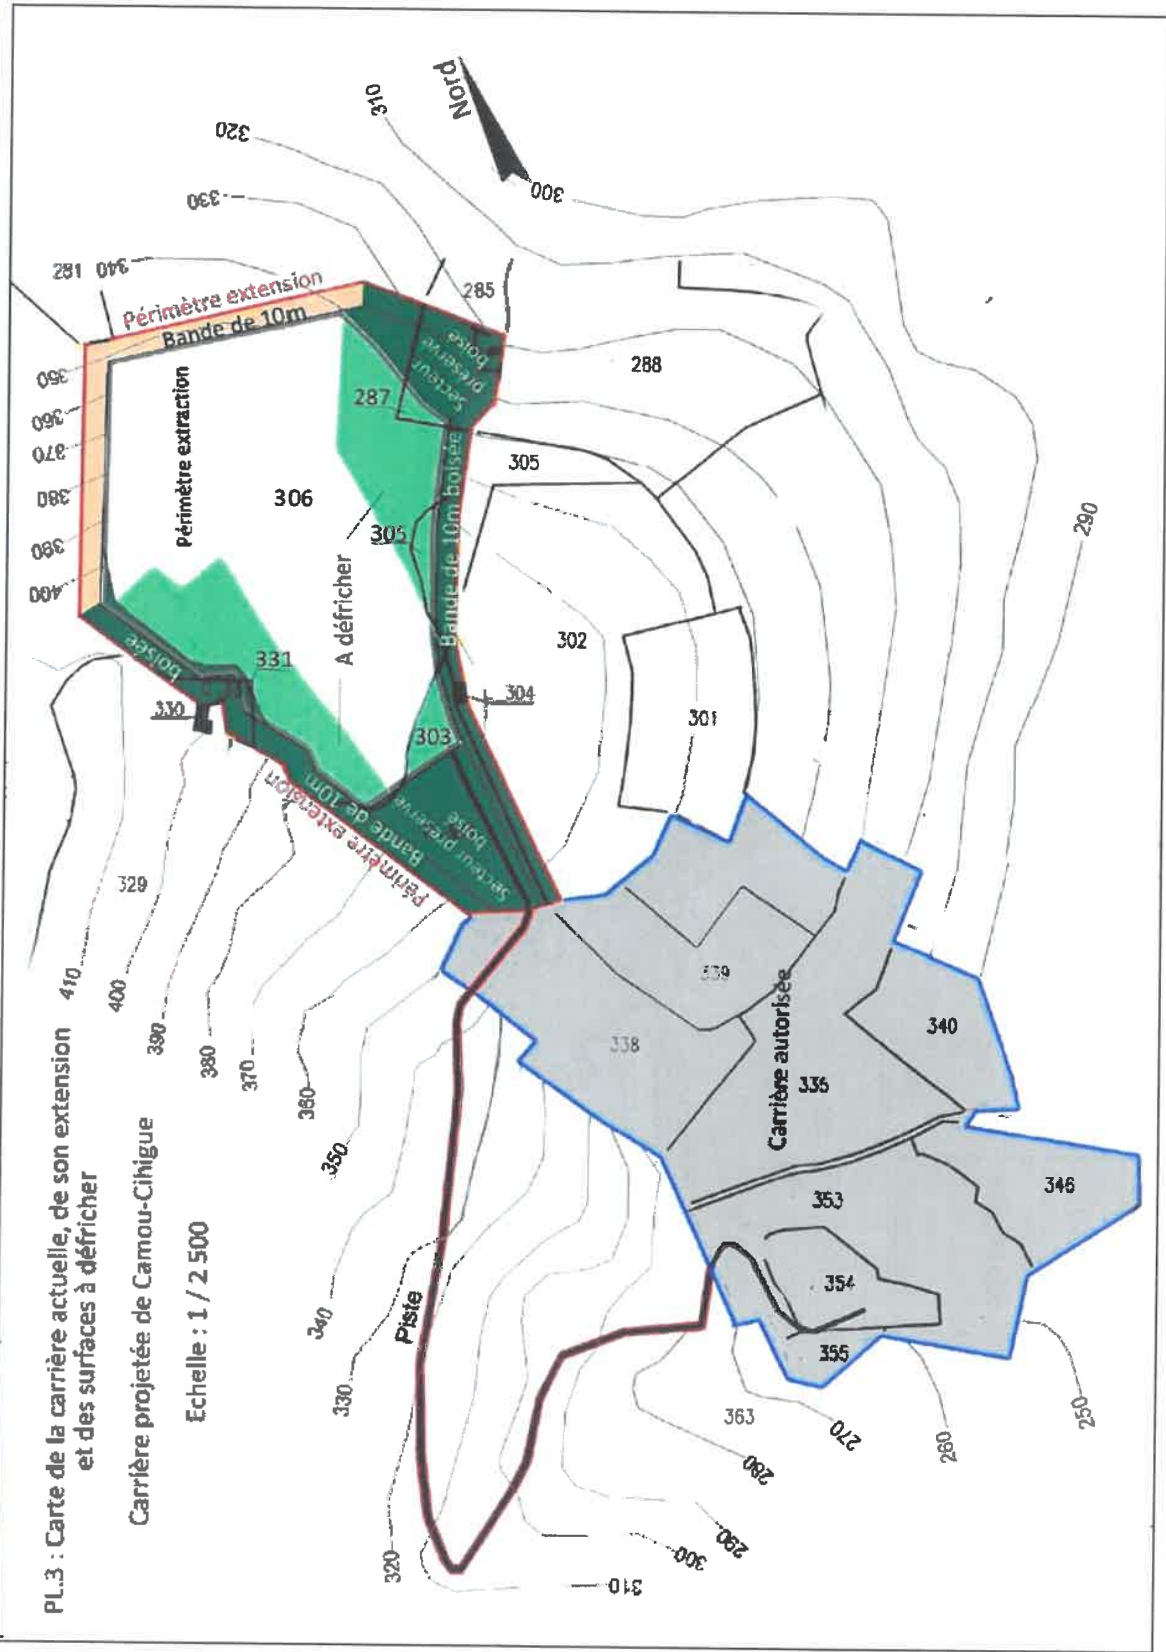 PL.3 : Carte de la carrière actuelle, de son extension
et des surfaces à défricher
Carrière projetée de Camou-Cihigue
Echelle : 1 / 2 500
Nord
310
320
330
340
281
300
285
288
Périmètre extension
Bande de 10m
Périmètre extraction
350
360
370
380
390
400
306
287
Secteur
préservé
boisé
305
305
Bande de 10m boisée
A défricher
boisée
331
330
303
304
302
301
290
Secteur préservé
boisé
Bande de 10m
Périmètre extension
329
410
400
390
380
370
360
350
340
330
320
310
300
290
280
270
260
250
Piste
339
338
Carrière autorisée
336
340
346
353
354
355
363